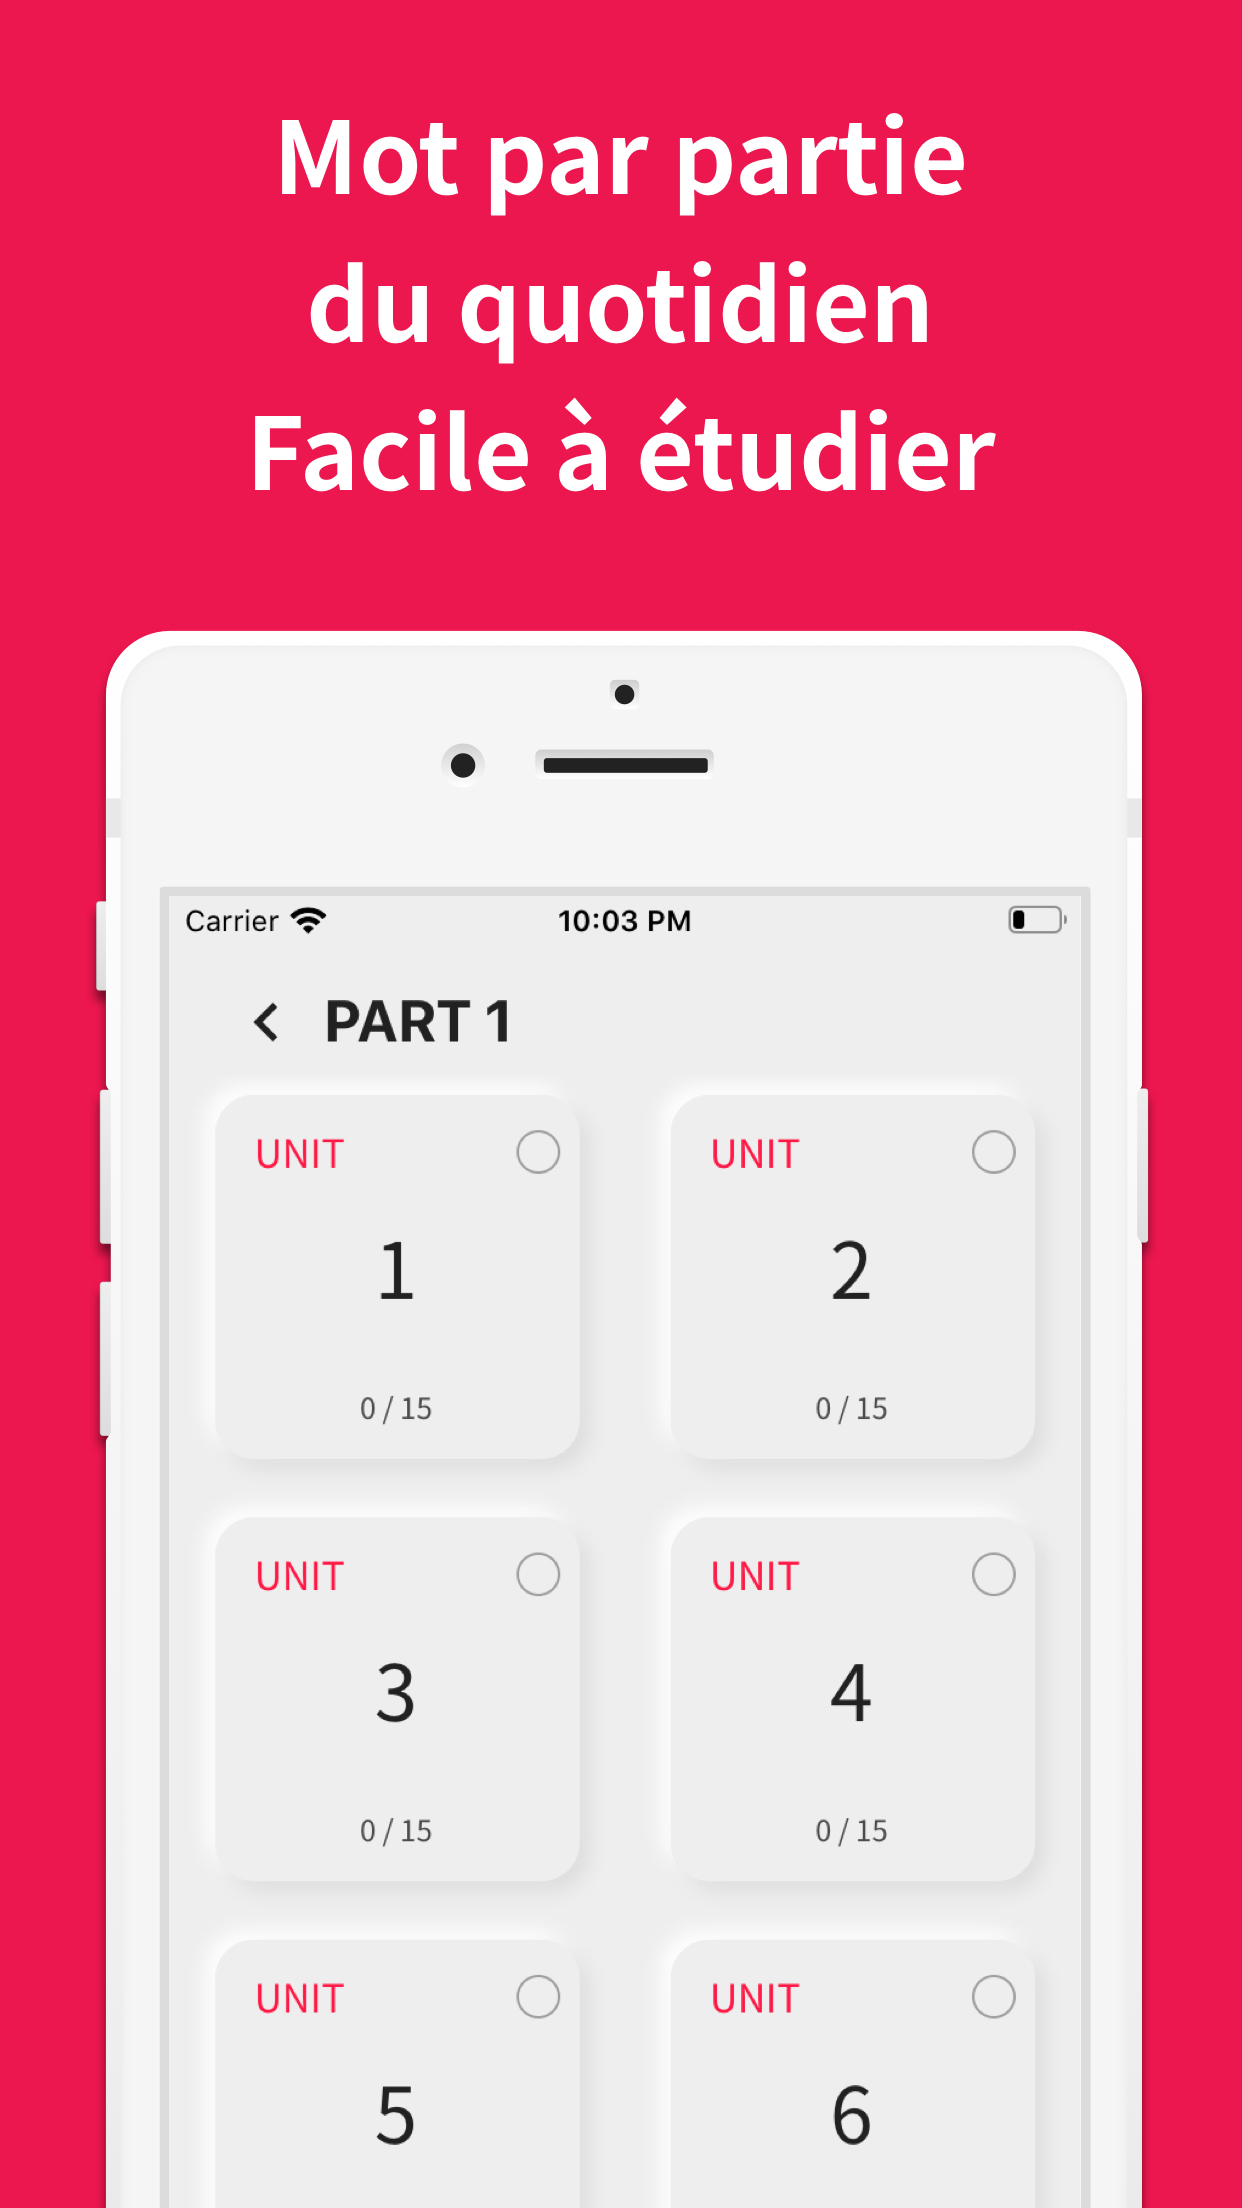 Mot par partie
du quotidien
Facile à étudier
Carrier 10:03 PM
PART 1
UNIT UNIT
1 2
0 / 15 0 / 15
UNIT UNIT
3 4
0 / 15 0 / 15
UNIT UNIT
5 6